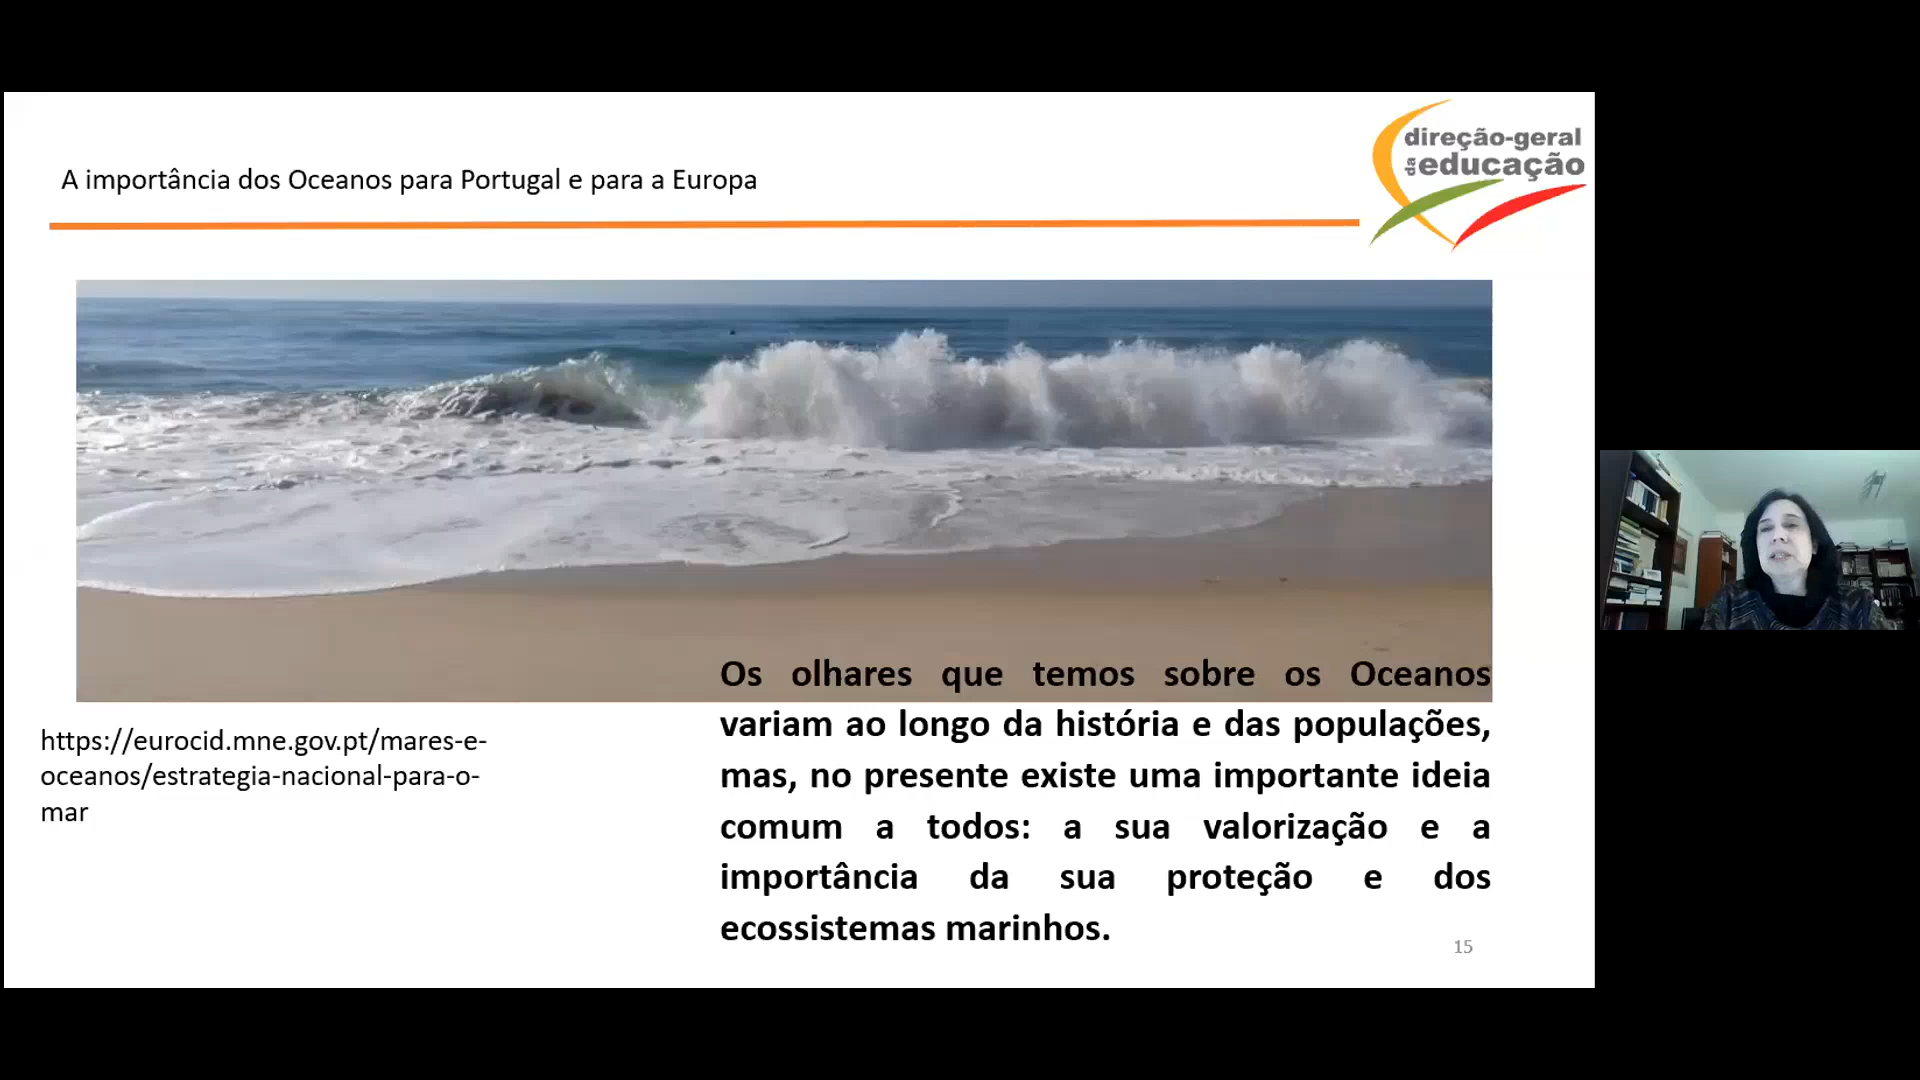 direção-geral
da educação
A importância dos Oceanos para Portugal e para a Europa
Os olhares que temos sobre os Oceanos
variam ao longo da história e das populações,
mas, no presente existe uma importante ideia
comum a todos: a sua valorização e a
importância da sua proteção e dos
ecossistemas marinhos.
https://eurocid.mne.gov.pt/mares-e-
oceanos/estrategia-nacional-para-o-
mar
15